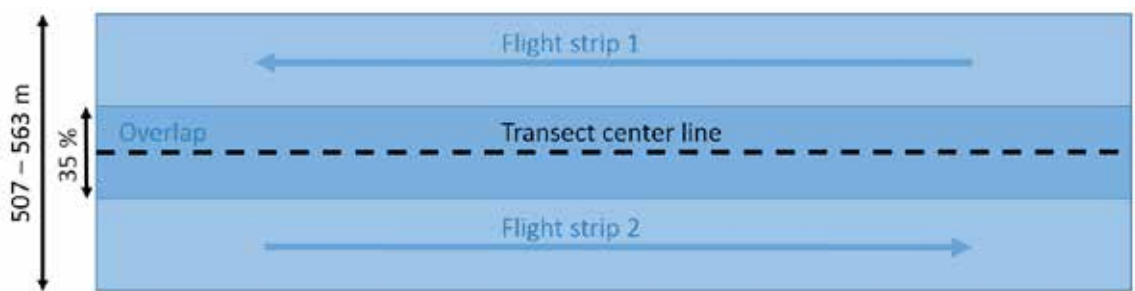 Flight strip 1
507 – 563 m
35 %
Overlap
Transect center line
Flight strip 2